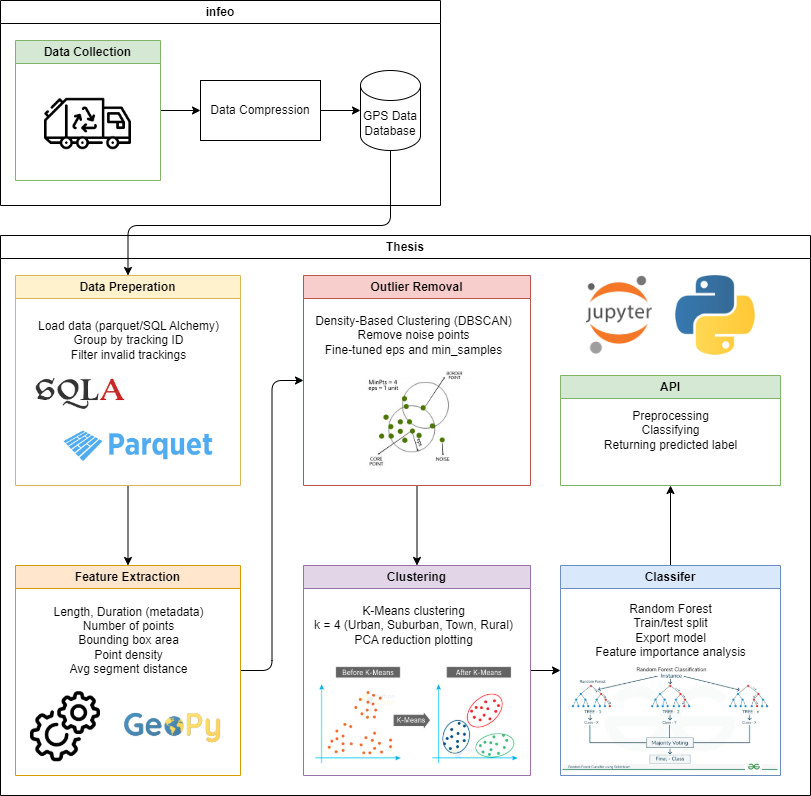 infeo
Data Collection
Data Compression
GPS Data
Database
Thesis
Data Preperation
Load data (parquet/SQL Alchemy)
Group by tracking ID
Filter invalid trackings
SQLA
Parquet
Feature Extraction
Length, Duration (metadata)
Number of points
Bounding box area
Point density
Avg segment distance
GeoPy
Outlier Removal
Density-Based Clustering (DBSCAN)
Remove noise points
Fine-tuned eps and min_samples
MinPts = 4
eps = 1 unit
BORDER
POINT
eps
CORE
POINT
NOISE
Clustering
K-Means clustering
k = 4 (Urban, Suburban, Town, Rural)
PCA reduction plotting
Before K-Means
After K-Means
K-Means
jupyter
API
Preprocessing
Classifying
Returning predicted label
Classifer
Random Forest
Train/test split
Export model
Feature importance analysis
Random Forest Classification
Instance
Random Forest
TREE - 1
TREE - 2
Class - X
Class - Y
Class - X
Majority Voting
Final - Class